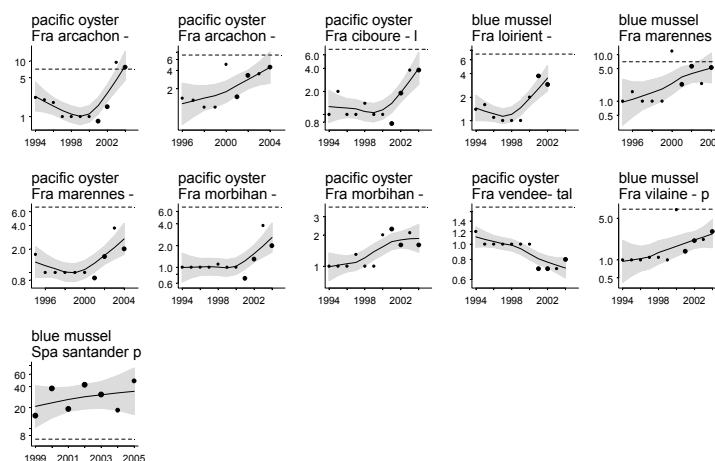 pacific oyster
Fra arcachon -
10
5
1
1994 1998 2002
pacific oyster
Fra arcachon -
6
4
2
1996 2000 2004
pacific oyster
Fra ciboure - l
6.0
4.0
2.0
1.0
1994 1998 2002
blue mussel
Fra loirient -
6
4
2
1
1994 1998 2002
blue mussel
Fra marennes
10.0
5.0
1.0
0.5
1996 2000 2004
pacific oyster
Fra marennes -
6.0
4.0
2.0
0.8
1996 2000 2004
pacific oyster
Fra morbihan -
6.0
4.0
2.0
1.0
0.6
1994 1998 2002
pacific oyster
Fra morbihan -
3
2
1
1994 1998 2002
pacific oyster
Fra vendee- tal
1.4
1.2
1.0
0.8
0.6
1994 1998 2002
blue mussel
Fra vilaine - p
5.0
1.0
0.5
1994 1998 2002
blue mussel
Spa santander p
60
40
20
8
1999 2001 2003 2005